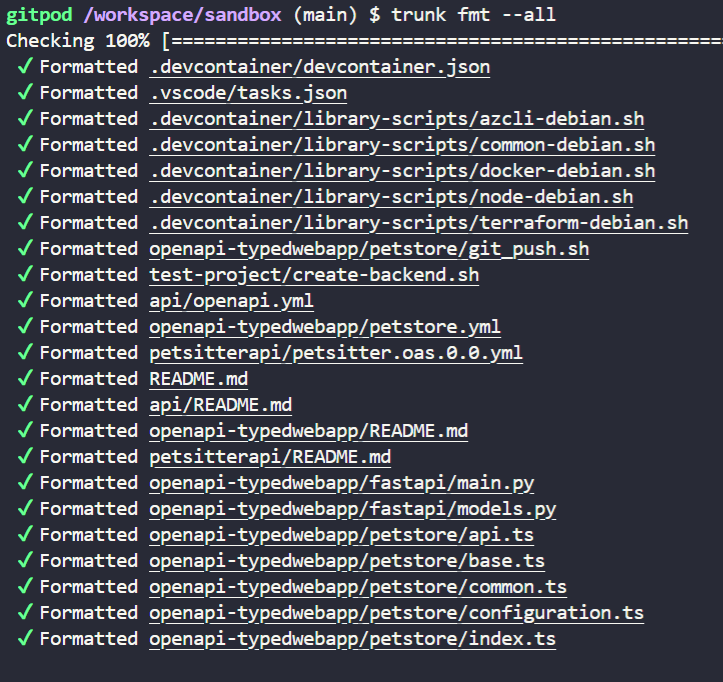 gitpod /workspace/sandbox (main) $ trunk fmt --all
Checking 100% [==================================================
✓ Formatted .devcontainer/devcontainer.json
✓ Formatted .vscode/tasks.json
✓ Formatted .devcontainer/library-scripts/azcli-debian.sh
✓ Formatted .devcontainer/library-scripts/common-debian.sh
✓ Formatted .devcontainer/library-scripts/docker-debian.sh
✓ Formatted .devcontainer/library-scripts/node-debian.sh
✓ Formatted .devcontainer/library-scripts/terraform-debian.sh
✓ Formatted openapi-typedwebapp/petstore/git_push.sh
✓ Formatted test-project/create-backend.sh
✓ Formatted api/openapi.yml
✓ Formatted openapi-typedwebapp/petstore.yml
✓ Formatted petsitterapi/petsitter.oas.0.0.yml
✓ Formatted README.md
✓ Formatted api/README.md
✓ Formatted openapi-typedwebapp/README.md
✓ Formatted petsitterapi/README.md
✓ Formatted openapi-typedwebapp/fastapi/main.py
✓ Formatted openapi-typedwebapp/fastapi/models.py
✓ Formatted openapi-typedwebapp/petstore/api.ts
✓ Formatted openapi-typedwebapp/petstore/base.ts
✓ Formatted openapi-typedwebapp/petstore/common.ts
✓ Formatted openapi-typedwebapp/petstore/configuration.ts
✓ Formatted openapi-typedwebapp/petstore/index.ts